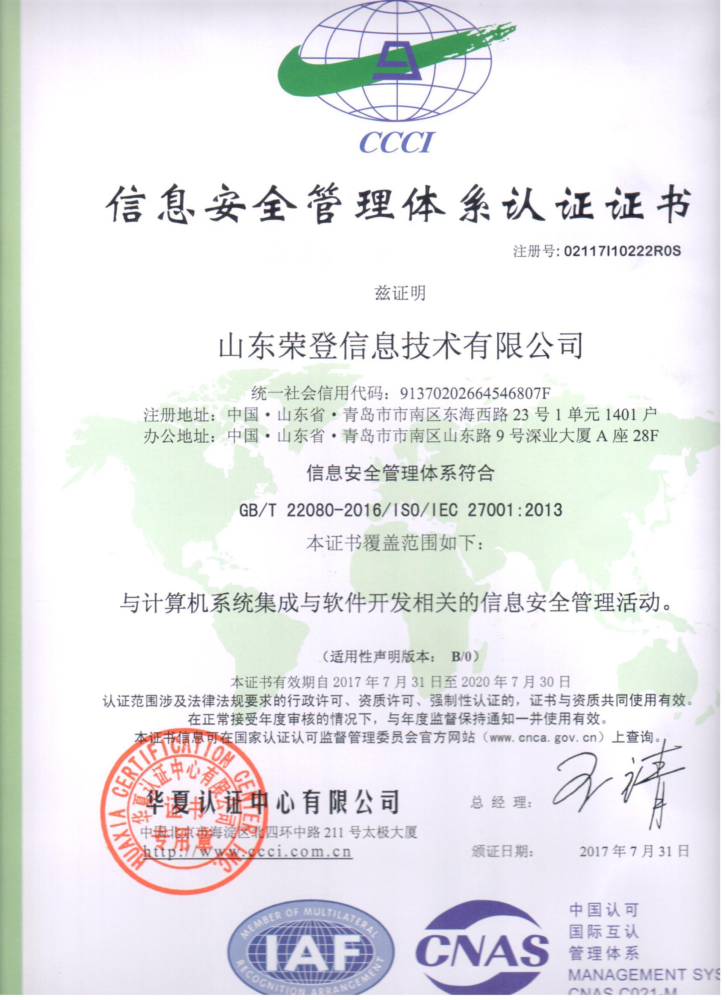 CCCI
信息安全管理体系认证证书
注册号: 02117I10222R0S
兹证明
山东荣登信息技术有限公司
统一社会信用代码：91370202664546807F
注册地址：中国·山东省·青岛市市南区东海西路 23 号 1 单元 1401 户
办公地址：中国·山东省·青岛市市南区山东路 9 号深业大厦 A 座 28F
信息安全管理体系符合
GB/T 22080-2016/ISO/IEC 27001:2013
本证书覆盖范围如下：
与计算机系统集成与软件开发相关的信息安全管理活动。
（适用性声明版本： B/0）
本证书有效期自 2017 年 7 月 31 日至 2020 年 7 月 30 日
认证范围涉及法律法规要求的行政许可、资质许可、强制性认证的，证书与资质共同使用有效。
在正常接受年度审核的情况下，与年度监督保持通知一并使用有效。
本证书信息可在国家认证认可监督管理委员会官方网站（www.cnca.gov.cn）上查询。
HUAXIA CERTIFICATION CENTER INC.
华夏认证中心有限公司
证书
专用章
华夏认证中心有限公司
总 经 理：
中国北京市海淀区北四环中路 211 号太极大厦
http://www.ccci.com.cn
颁证日期： 2017 年 7 月 31 日
MEMBER OF MULTILATERAL
IAF
RECOGNITION ARRANGEMENT
CNAS
中国认可
国际互认
管理体系
MANAGEMENT SYS
CNAS C021-M